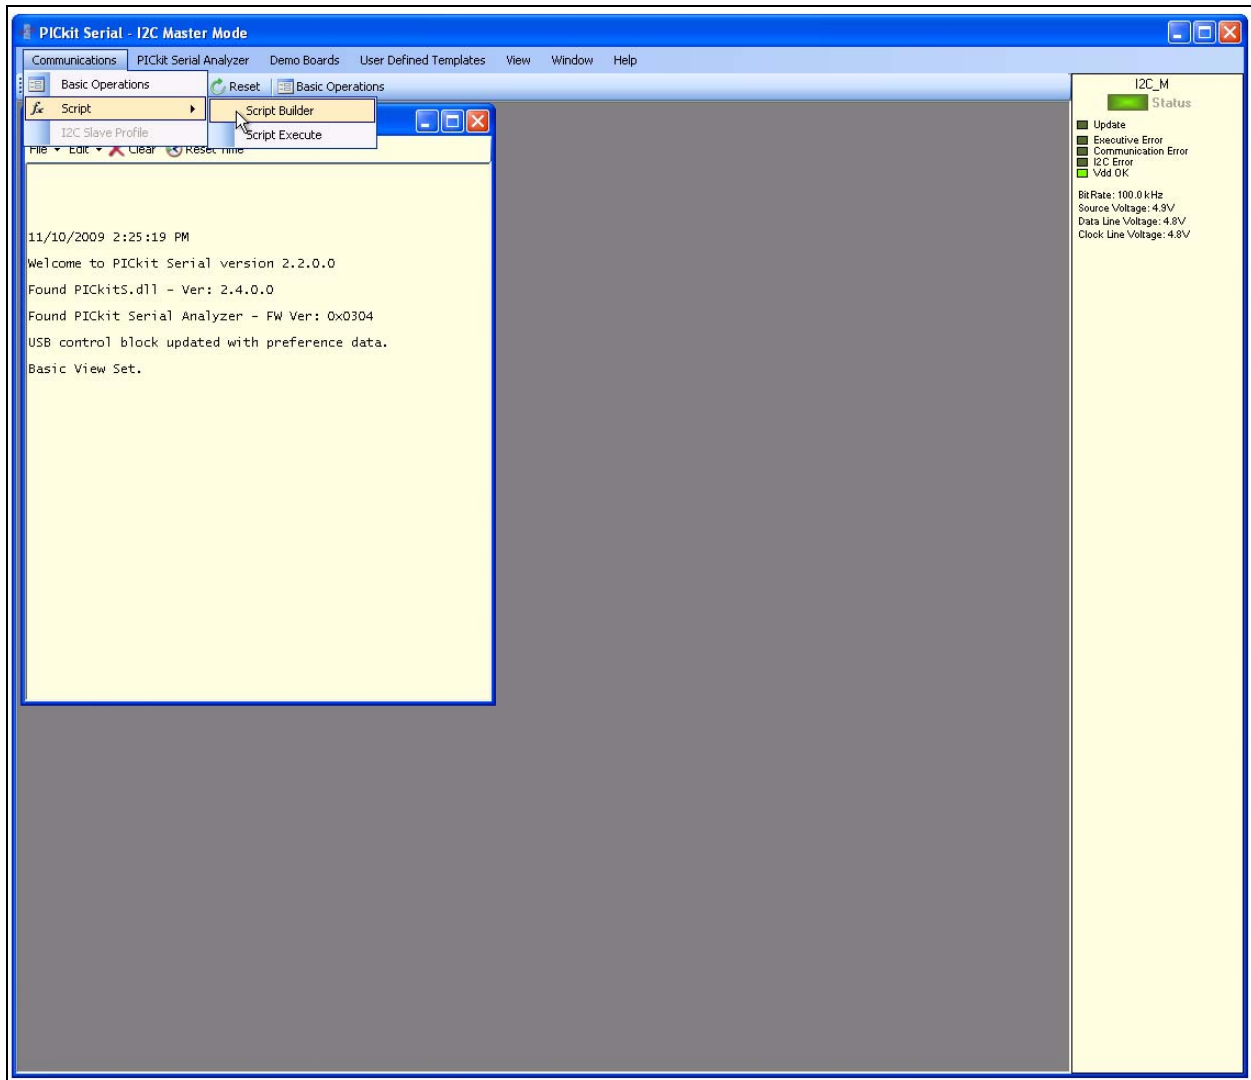 PICkit Serial - I2C Master Mode
Communications PICkit Serial Analyzer Demo Boards User Defined Templates View Window Help
Basic Operations
Reset Basic Operations
Script Script Builder
I2C Slave Profile Script Execute
File Edit Clear Reset Time
11/10/2009 2:25:19 PM
Welcome to PICkit Serial version 2.2.0.0
Found PICkitS.dll - Ver: 2.4.0.0
Found PICkit Serial Analyzer - FW Ver: 0x0304
USB control block updated with preference data.
Basic View Set.
I2C_M
Status
Update
Executive Error
Communication Error
I2C Error
Vdd OK
BitRate: 100.0 kHz
Source Voltage: 4.9V
Data Line Voltage: 4.8V
Clock Line Voltage: 4.8V